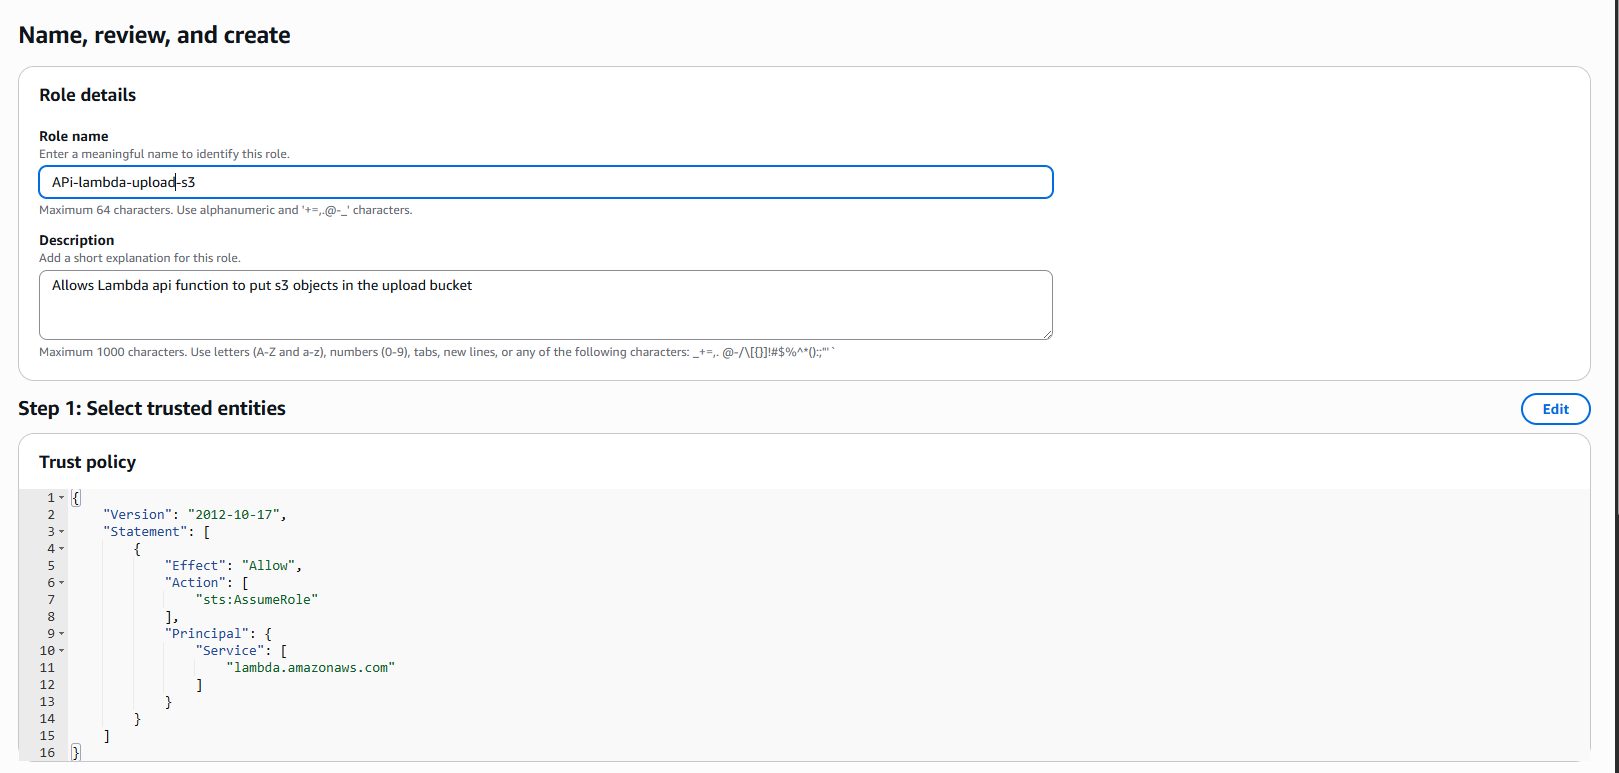 Name, review, and create
Role details
Role name
Enter a meaningful name to identify this role.
APi-lambda-upload-s3
Maximum 64 characters. Use alphanumeric and '+=,.@-_' characters.
Description
Add a short explanation for this role.
Allows Lambda api function to put s3 objects in the upload bucket
Maximum 1000 characters. Use letters (A-Z and a-z), numbers (0-9), tabs, new lines, or any of the following characters: _+=,. @-/\[{}]!#$%^*();:;"'`
Step 1: Select trusted entities
Edit
Trust policy
1 {
2     "Version": "2012-10-17",
3     "Statement": [
4         {
5             "Effect": "Allow",
6             "Action": [
7                 "sts:AssumeRole"
8             ],
9             "Principal": {
10                 "Service": [
11                     "lambda.amazonaws.com"
12                 ]
13             }
14         }
15     ]
16 }